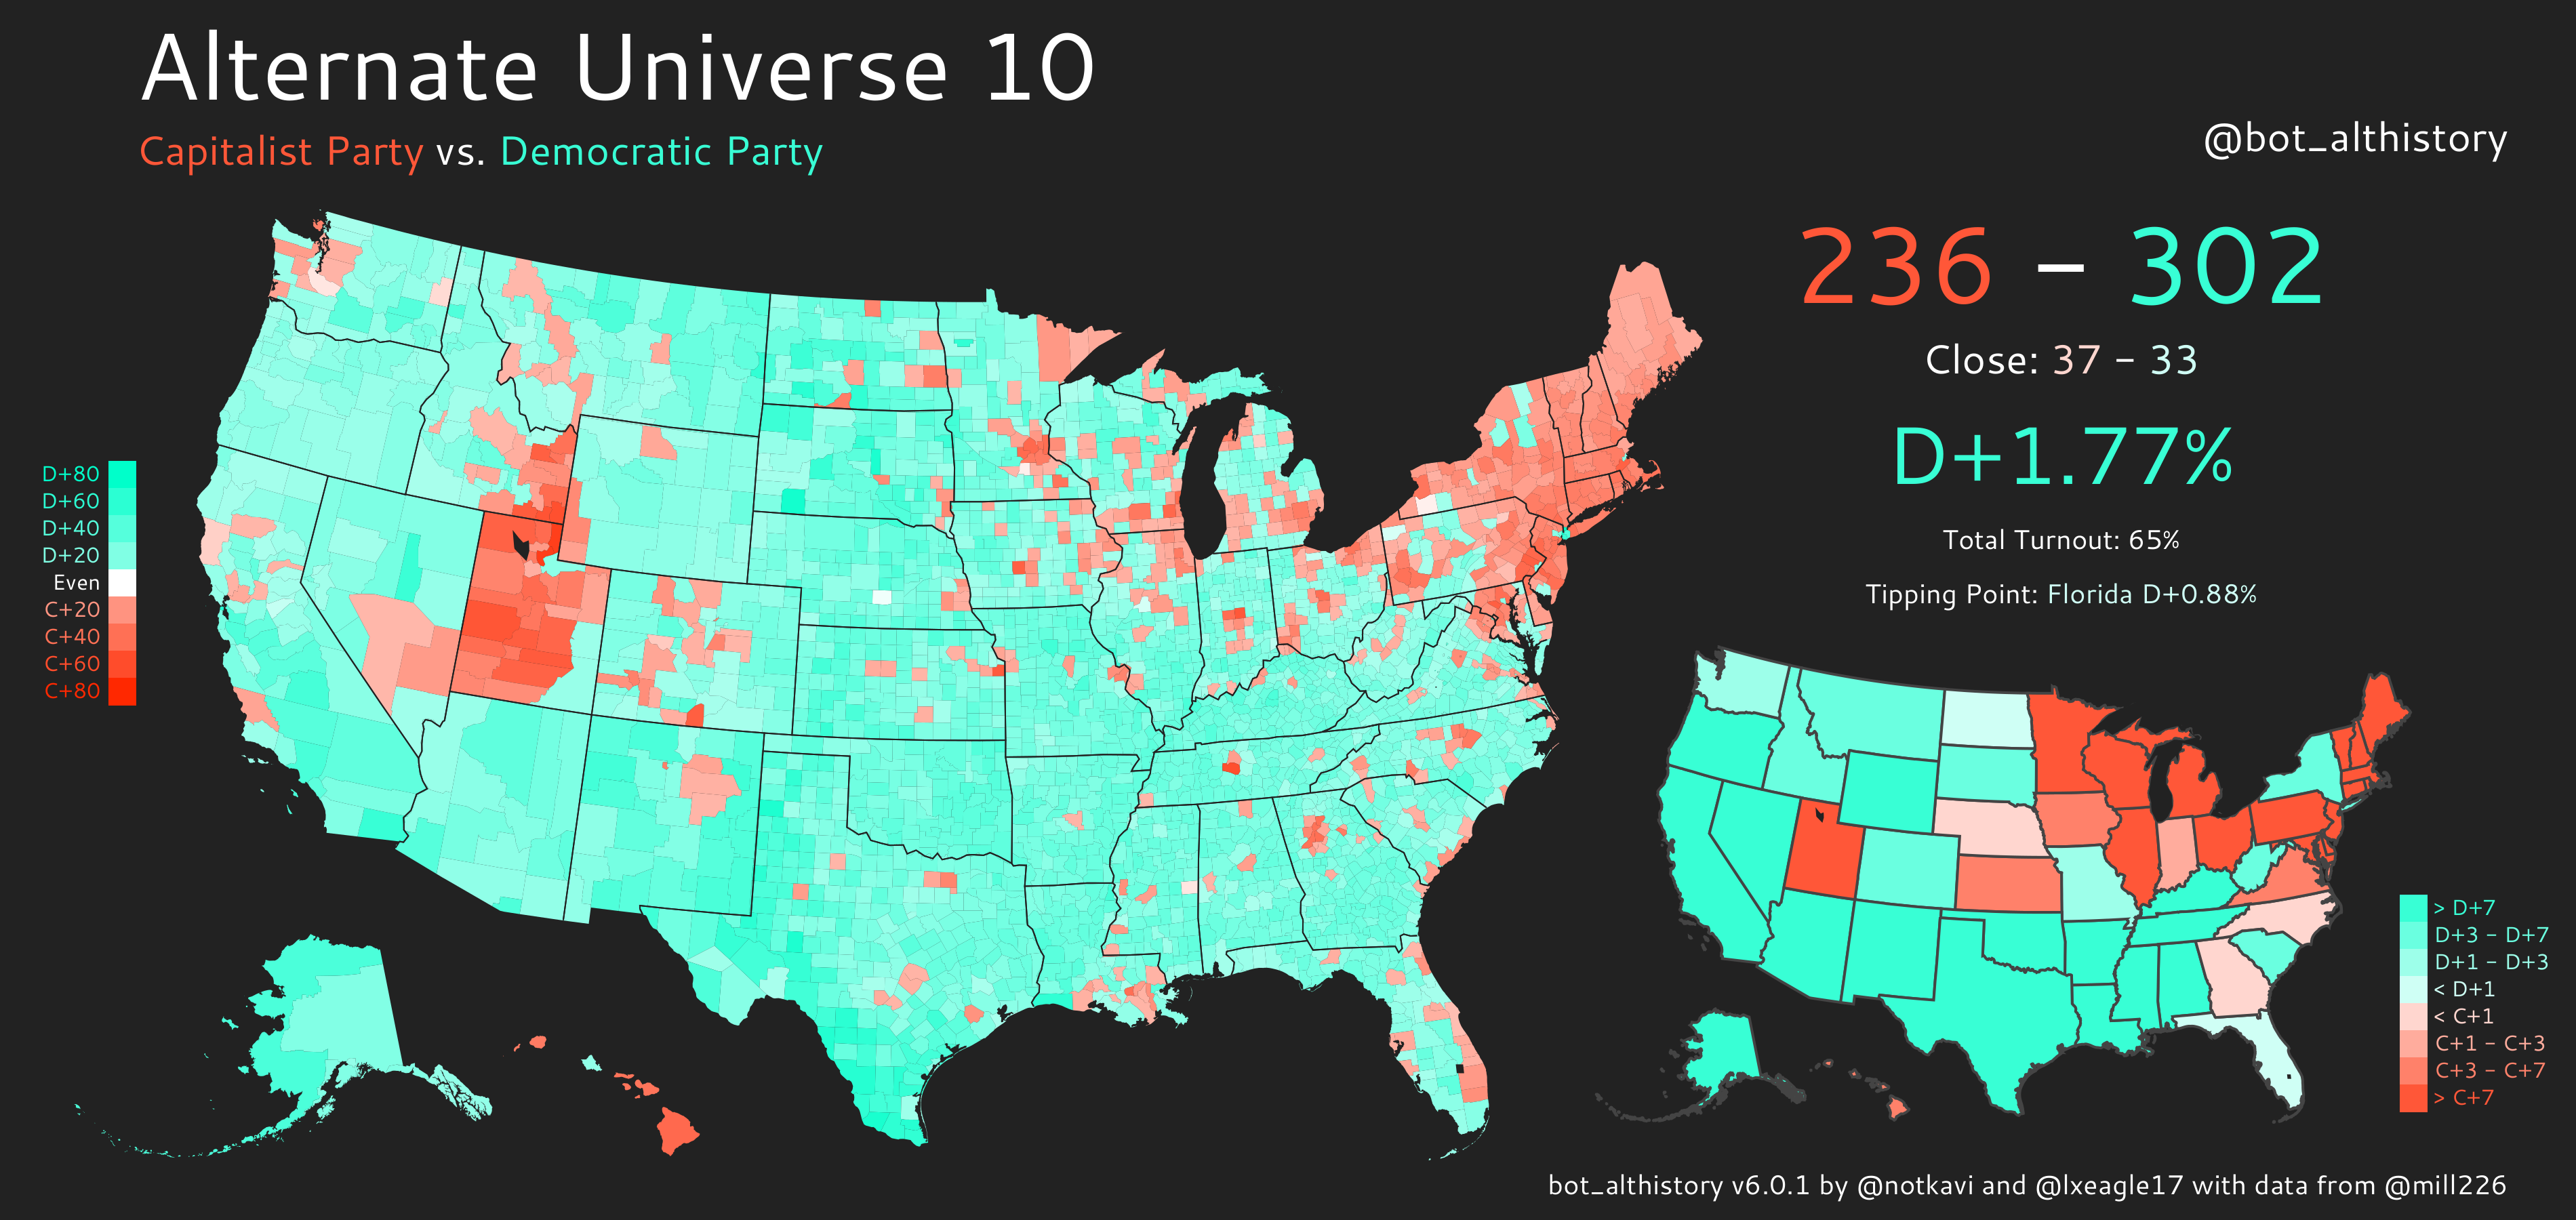 Alternate Universe 10
Capitalist Party vs. Democratic Party
@bot_althistory
236 – 302
Close: 37 – 33
D+1.77%
Total Turnout: 65%
Tipping Point: Florida D+0.88%
D+80
D+60
D+40
D+20
Even
C+20
C+40
C+60
C+80
> D+7
D+3 – D+7
D+1 – D+3
< D+1
< C+1
C+1 – C+3
C+3 – C+7
> C+7
bot_althistory v6.0.1 by @notkavi and @lxeagle17 with data from @mill226